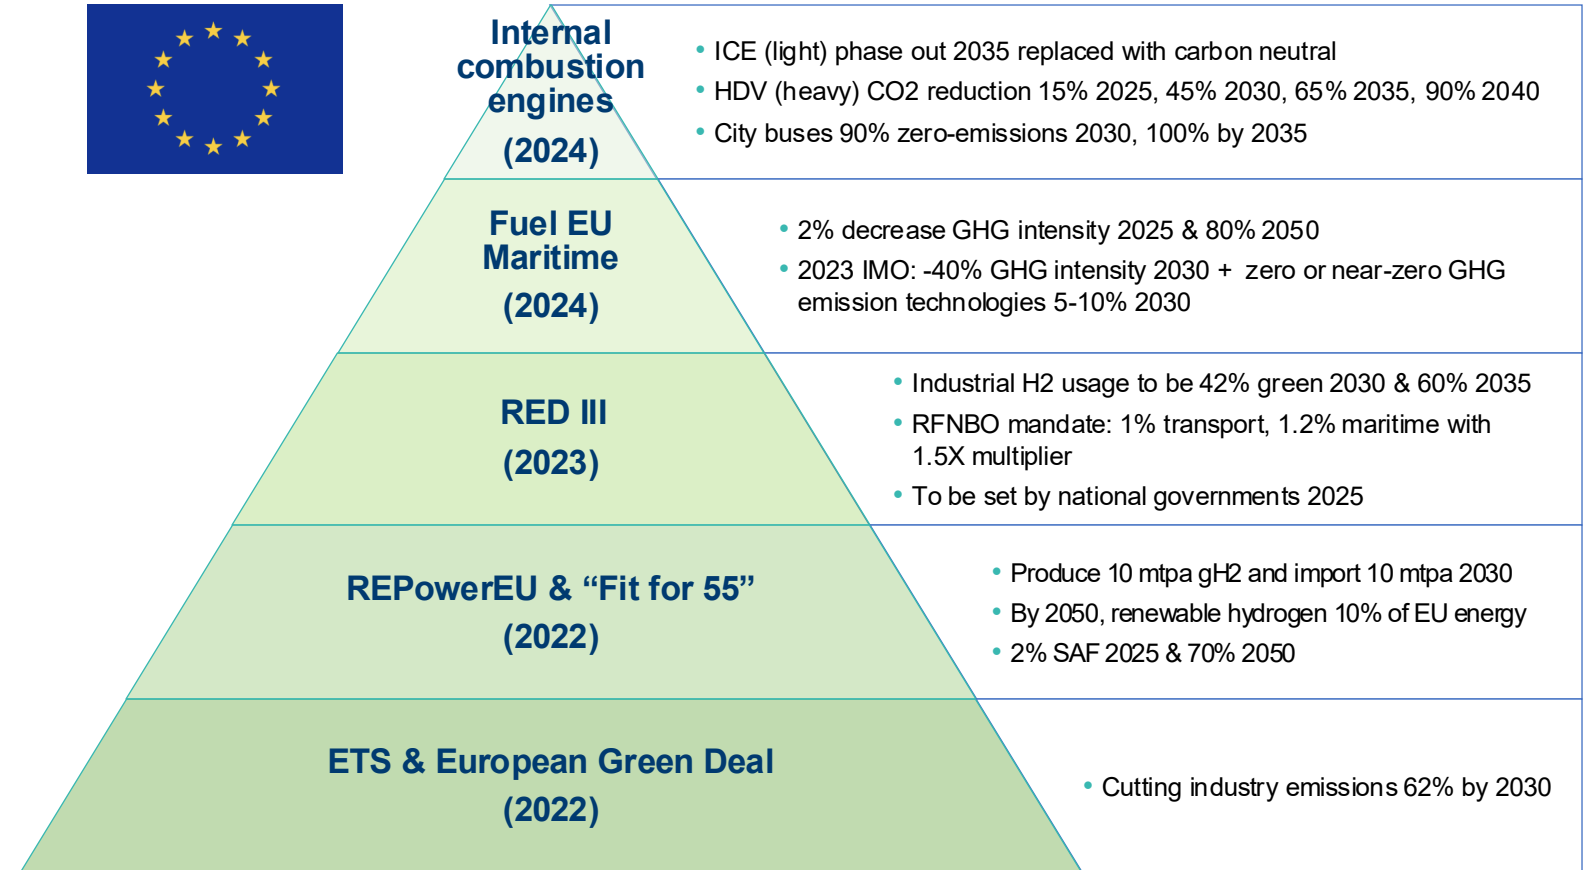 Internal
combustion
engines
(2024)
• ICE (light) phase out 2035 replaced with carbon neutral
• HDV (heavy) CO2 reduction 15% 2025, 45% 2030, 65% 2035, 90% 2040
• City buses 90% zero-emissions 2030, 100% by 2035
Fuel EU
Maritime
(2024)
• 2% decrease GHG intensity 2025 & 80% 2050
• 2023 IMO: -40% GHG intensity 2030 + zero or near-zero GHG
emission technologies 5-10% 2030
RED III
(2023)
• Industrial H2 usage to be 42% green 2030 & 60% 2035
• RFNBO mandate: 1% transport, 1.2% maritime with
1.5X multiplier
• To be set by national governments 2025
REPowerEU & “Fit for 55”
(2022)
• Produce 10 mtpa gH2 and import 10 mtpa 2030
• By 2050, renewable hydrogen 10% of EU energy
• 2% SAF 2025 & 70% 2050
ETS & European Green Deal
(2022)
• Cutting industry emissions 62% by 2030